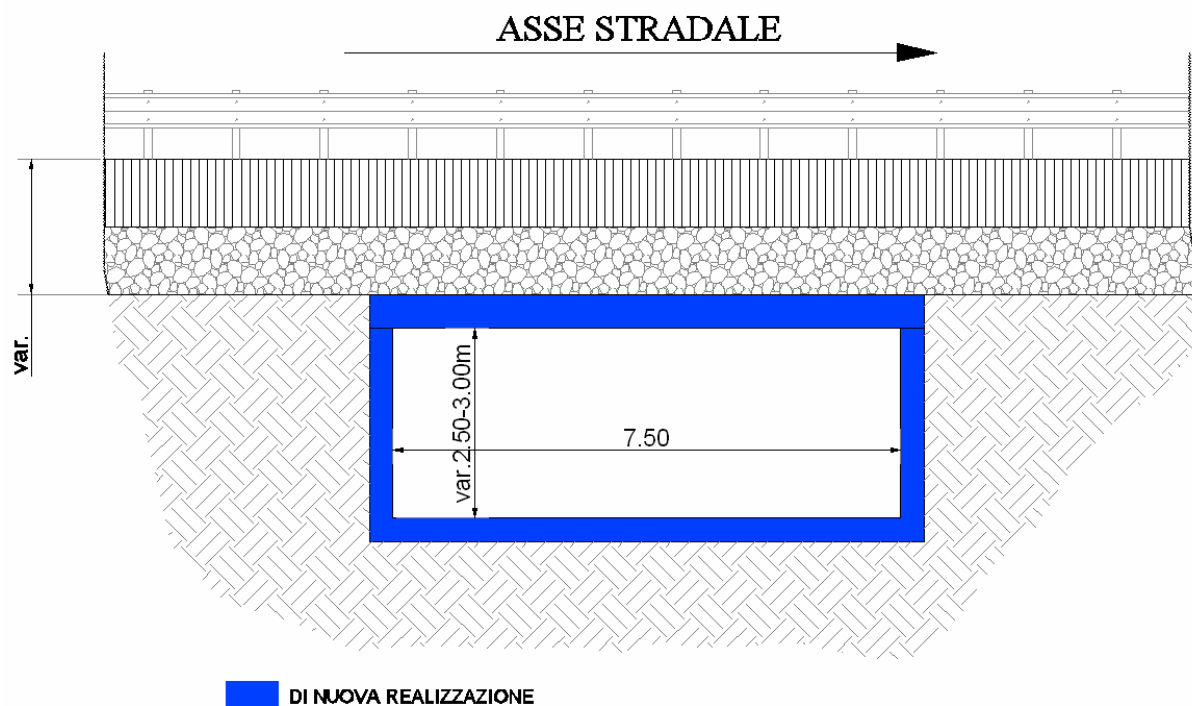 ASSE STRADALE
var.
var.2.50-3.00m
7.50
DI NUOVA REALIZZAZIONE